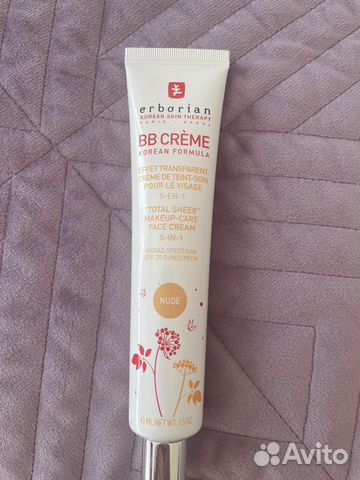 erborian
KOREAN SKIN THERAPY
PARIS - SEOUL
BB CRÈME
KOREAN FORMULA
EFFET TRANSPARENT
CRÈME DE TEINT-SOIN
POUR LE VISAGE
5-EN-1
"TOTAL SHEER"
MAKEUP-CARE
FACE CREAM
5-IN-1
BROAD SPECTRUM
SPF 20 SUNSCREEN
NUDE
45 ML NET WT. 1.5 OZ
Avito